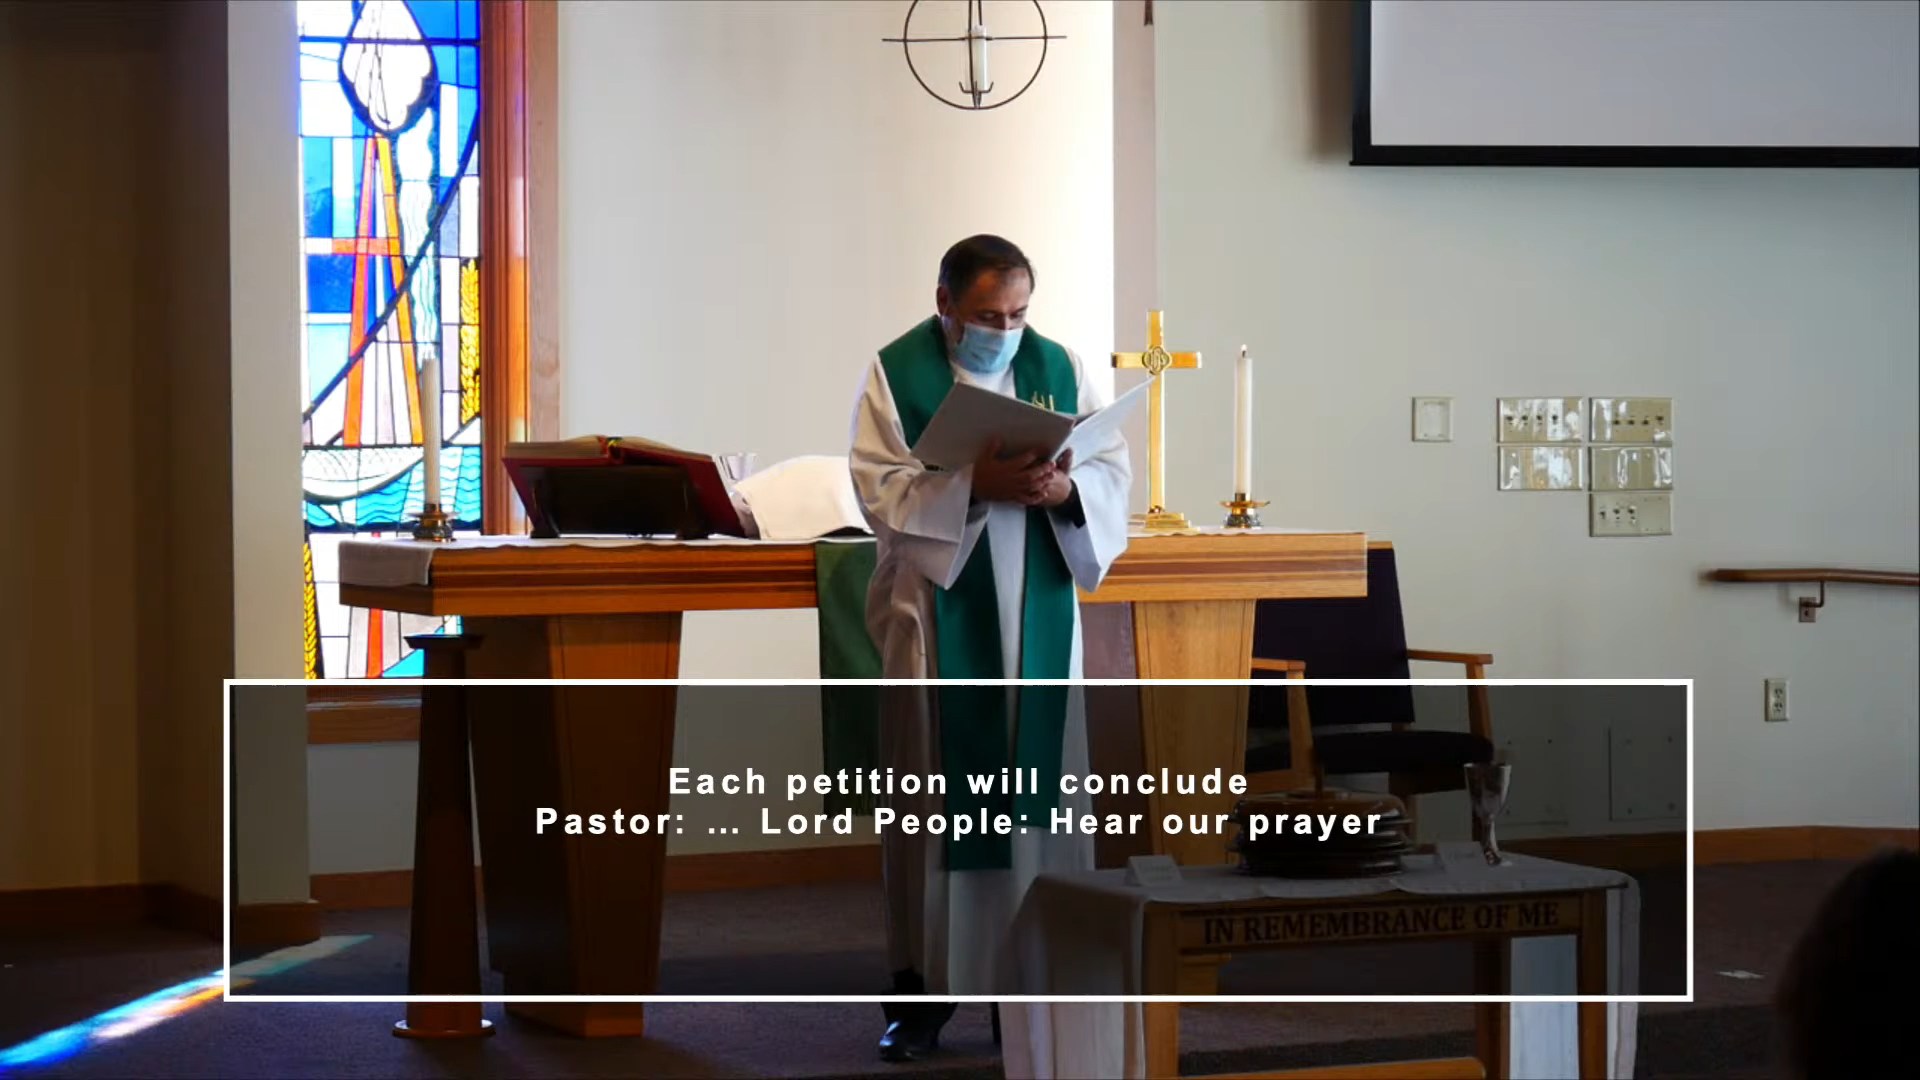 Each petition will conclude
Pastor: ... Lord People: Hear our prayer
IN REMEMBRANCE OF ME